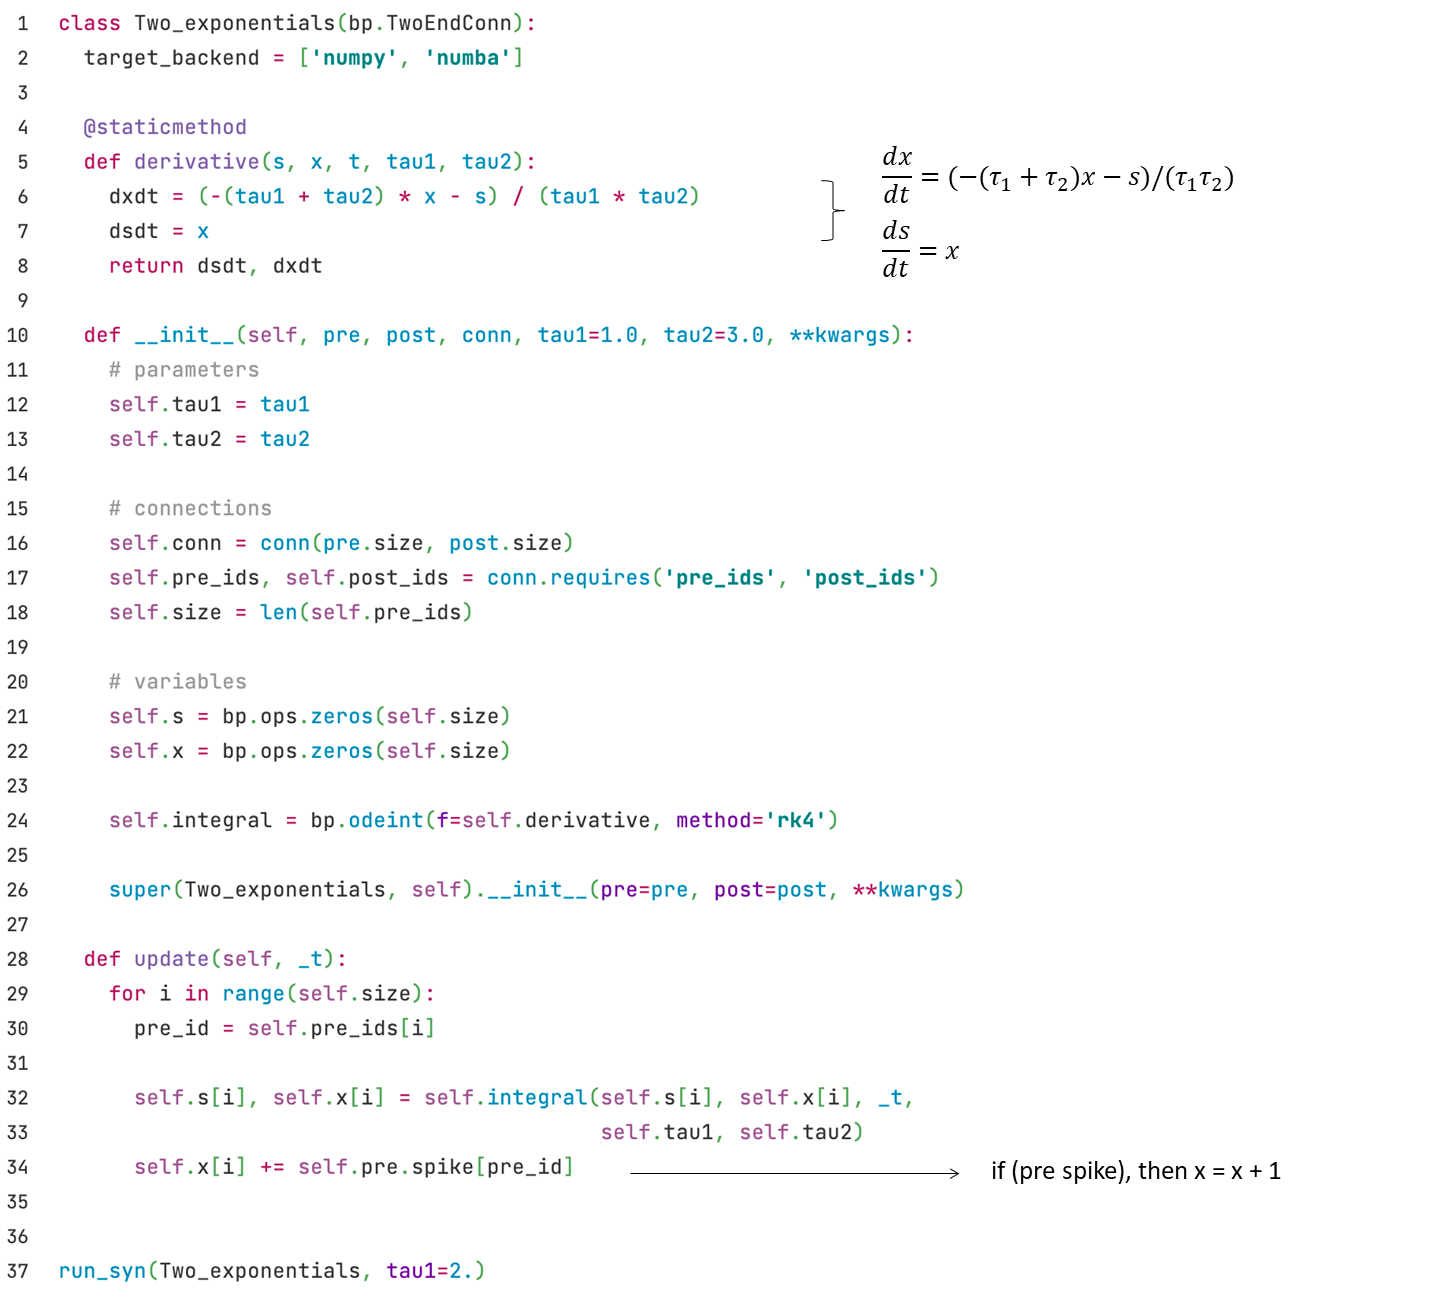 1 class Two_exponentials(bp.TwoEndConn):
2   target_backend = ['numpy', 'numba']
3
4   @staticmethod
5   def derivative(s, x, t, tau1, tau2):
6     dxdt = (-(tau1 + tau2) * x - s) / (tau1 * tau2)
7     dsdt = x
8     return dsdt, dxdt
dx/dt = (−(τ₁ + τ₂)x − s)/(τ₁τ₂)
ds/dt = x
9
10   def __init__(self, pre, post, conn, tau1=1.0, tau2=3.0, **kwargs):
11     # parameters
12     self.tau1 = tau1
13     self.tau2 = tau2
14
15     # connections
16     self.conn = conn(pre.size, post.size)
17     self.pre_ids, self.post_ids = conn.requires('pre_ids', 'post_ids')
18     self.size = len(self.pre_ids)
19
20     # variables
21     self.s = bp.ops.zeros(self.size)
22     self.x = bp.ops.zeros(self.size)
23
24     self.integral = bp.odeint(f=self.derivative, method='rk4')
25
26     super(Two_exponentials, self).__init__(pre=pre, post=post, **kwargs)
27
28   def update(self, _t):
29     for i in range(self.size):
30       pre_id = self.pre_ids[i]
31
32       self.s[i], self.x[i] = self.integral(self.s[i], self.x[i], _t,
33                                            self.tau1, self.tau2)
34       self.x[i] += self.pre.spike[pre_id]
if (pre spike), then x = x + 1
35
36
37 run_syn(Two_exponentials, tau1=2.)